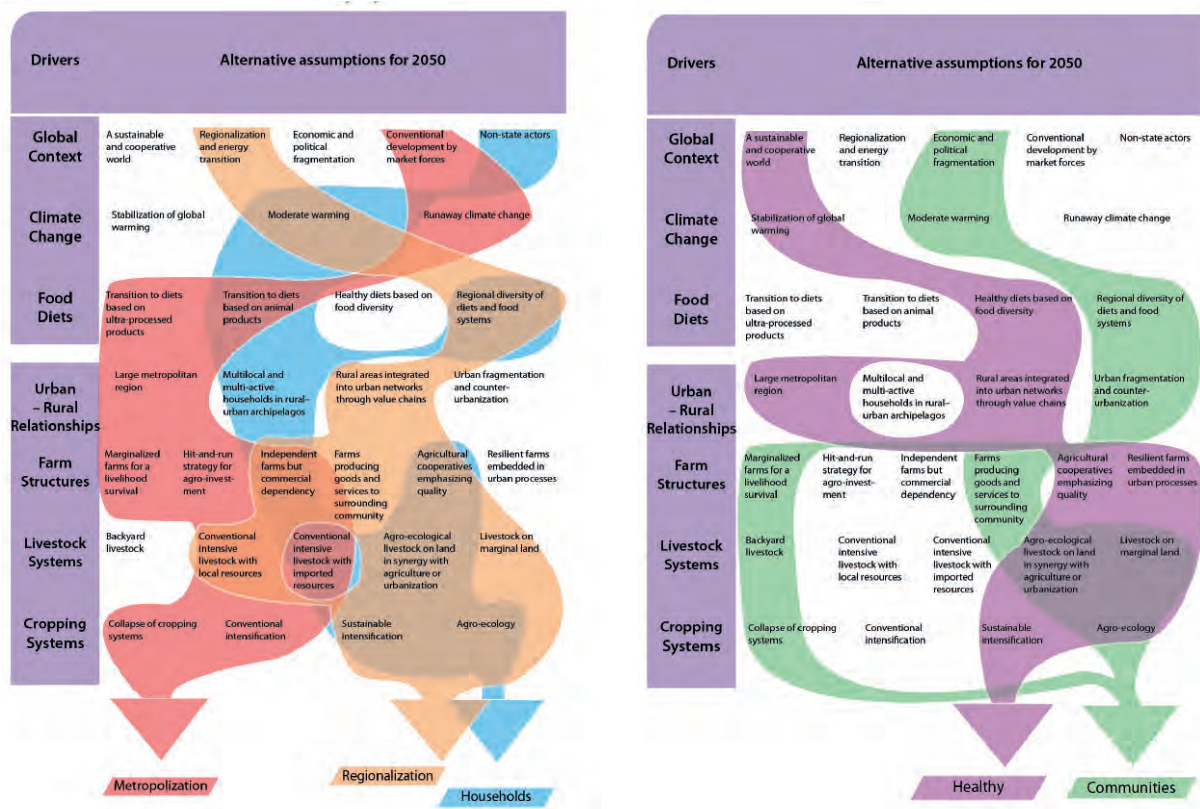 Drivers
Alternative assumptions for 2050
Global
Context
A sustainable
and cooperative
world
Regionalization
and energy
transition
Economic and
political
fragmentation
Conventional
development by
market forces
Non-state actors
Climate
Change
Stabilization of global
warming
Moderate warming
Runaway climate change
Food
Diets
Transition to diets
based on
ultra-processed
products
Transition to diets
based on animal
products
Healthy diets based on
food diversity
Regional diversity of
diets and food
systems
Urban
– Rural
Relationships
Large metropolitan
region
Multilocal and
multi-active
households in rural–
urban archipelagos
Rural areas integrated
into urban networks
through value chains
Urban fragmentation
and counter-
urbanization
Farm
Structures
Marginalized
farms for a
livelihood
survival
Hit-and-run
strategy for
agro-invest-
ment
Independent
farms but
commercial
dependency
Farms
producing
goods and
services to
surrounding
community
Agricultural
cooperatives
emphasizing
quality
Resilient farms
embedded in
urban processes
Livestock
Systems
Backyard
livestock
Conventional
intensive
livestock with
local resources
Conventional
intensive
livestock with
imported
resources
Agro-ecological
livestock on land
in synergy with
agriculture or
urbanization
Livestock on
marginal land
Cropping
Systems
Collapse of cropping
systems
Conventional
intensification
Sustainable
intensification
Agro-ecology
Metropolization
Regionalization
Households
Drivers
Alternative assumptions for 2050
Global
Context
A sustainable
and cooperative
world
Regionalization
and energy
transition
Economic and
political
fragmentation
Conventional
development by
market forces
Non-state actors
Climate
Change
Stabilization of global
warming
Moderate warming
Runaway climate change
Food
Diets
Transition to diets
based on
ultra-processed
products
Transition to diets
based on animal
products
Healthy diets based on
food diversity
Regional diversity of
diets and food
systems
Urban
– Rural
Relationships
Large metropolitan
region
Multilocal and
multi-active
households in rural–
urban archipelagos
Rural areas integrated
into urban networks
through value chains
Urban fragmentation
and counter-
urbanization
Farm
Structures
Marginalized
farms for a
livelihood
survival
Hit-and-run
strategy for
agro-invest-
ment
Independent
farms but
commercial
dependency
Farms
producing
goods and
services to
surrounding
community
Agricultural
cooperatives
emphasizing
quality
Resilient farms
embedded in
urban processes
Livestock
Systems
Backyard
livestock
Conventional
intensive
livestock with
local resources
Conventional
intensive
livestock with
imported
resources
Agro-ecological
livestock on land
in synergy with
agriculture or
urbanization
Livestock on
marginal land
Cropping
Systems
Collapse of cropping
systems
Conventional
intensification
Sustainable
intensification
Agro-ecology
Healthy
Communities